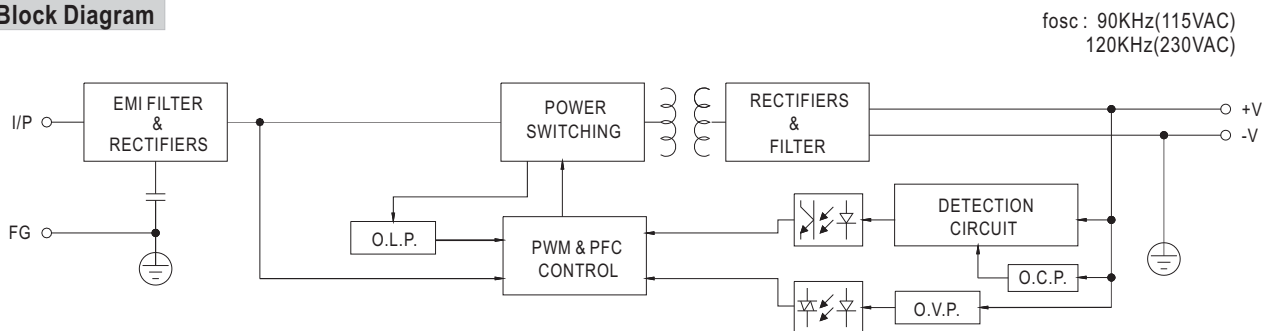 Block Diagram
fosc : 90KHz(115VAC)
120KHz(230VAC)
I/P
EMI FILTER
&
RECTIFIERS
POWER
SWITCHING
RECTIFIERS
&
FILTER
+V
-V
FG
O.L.P.
PWM & PFC
CONTROL
DETECTION
CIRCUIT
O.C.P.
O.V.P.